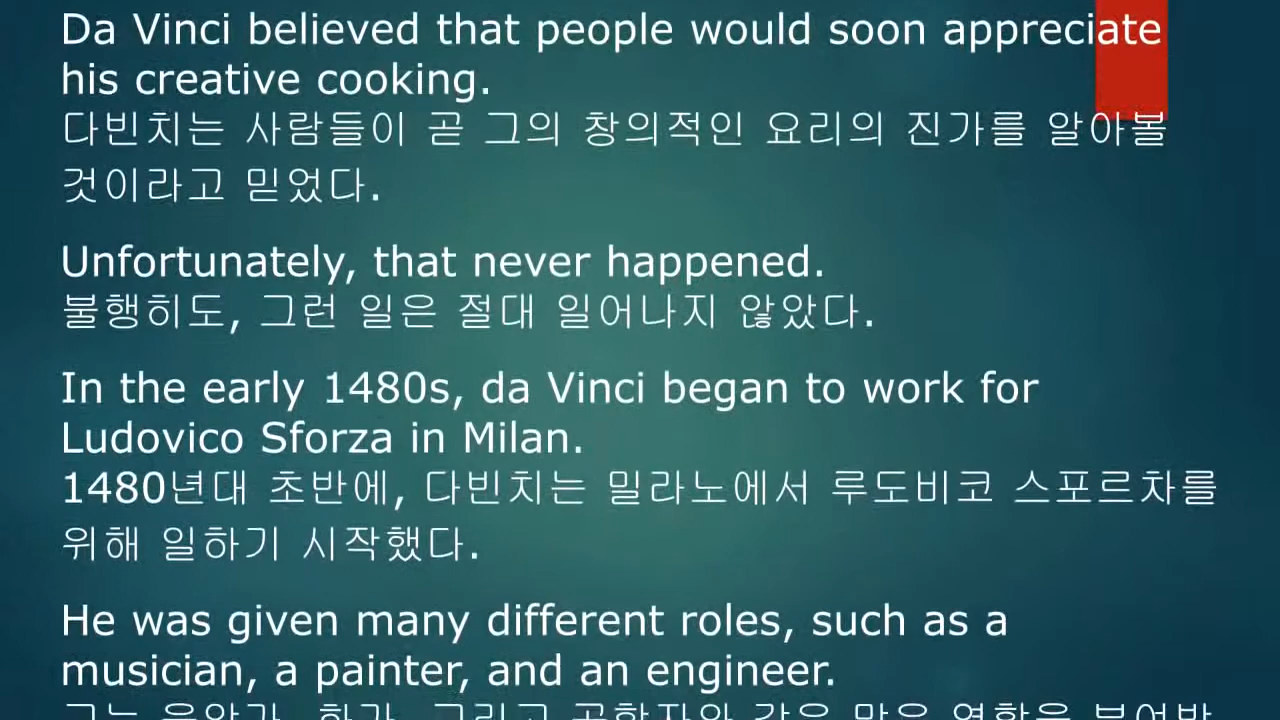 Da Vinci believed that people would soon appreciate
his creative cooking.
다빈치는 사람들이 곧 그의 창의적인 요리의 진가를 알아볼
것이라고 믿었다.
Unfortunately, that never happened.
불행히도, 그런 일은 절대 일어나지 않았다.
In the early 1480s, da Vinci began to work for
Ludovico Sforza in Milan.
1480년대 초반에, 다빈치는 밀라노에서 루도비코 스포르차를
위해 일하기 시작했다.
He was given many different roles, such as a
musician, a painter, and an engineer.